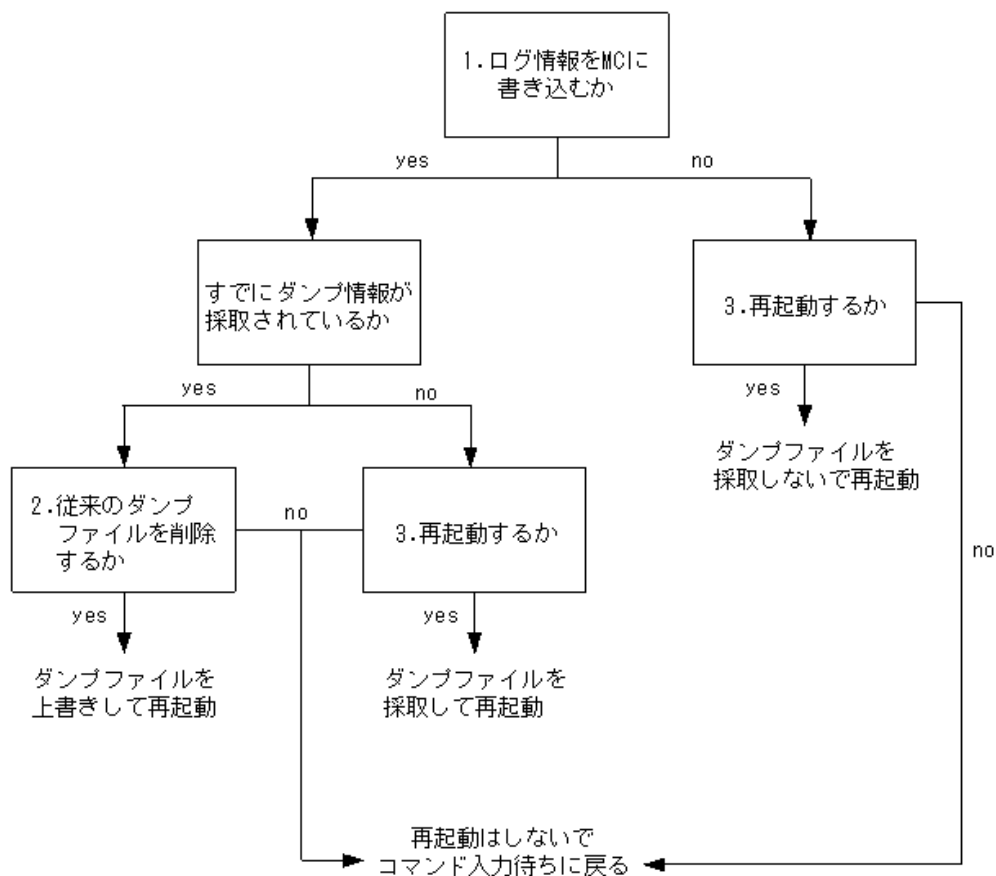 1.ログ情報をMCに
書き込むか
yes
no
すでにダンプ情報が
採取されているか
3.再起動するか
yes
no
yes
ダンプファイルを
採取しないで再起動
no
2.従来のダンプ
ファイルを削除
するか
no
3.再起動するか
yes
yes
ダンプファイルを
上書きして再起動
ダンプファイルを
採取して再起動
再起動はしないで
コマンド入力待ちに戻る